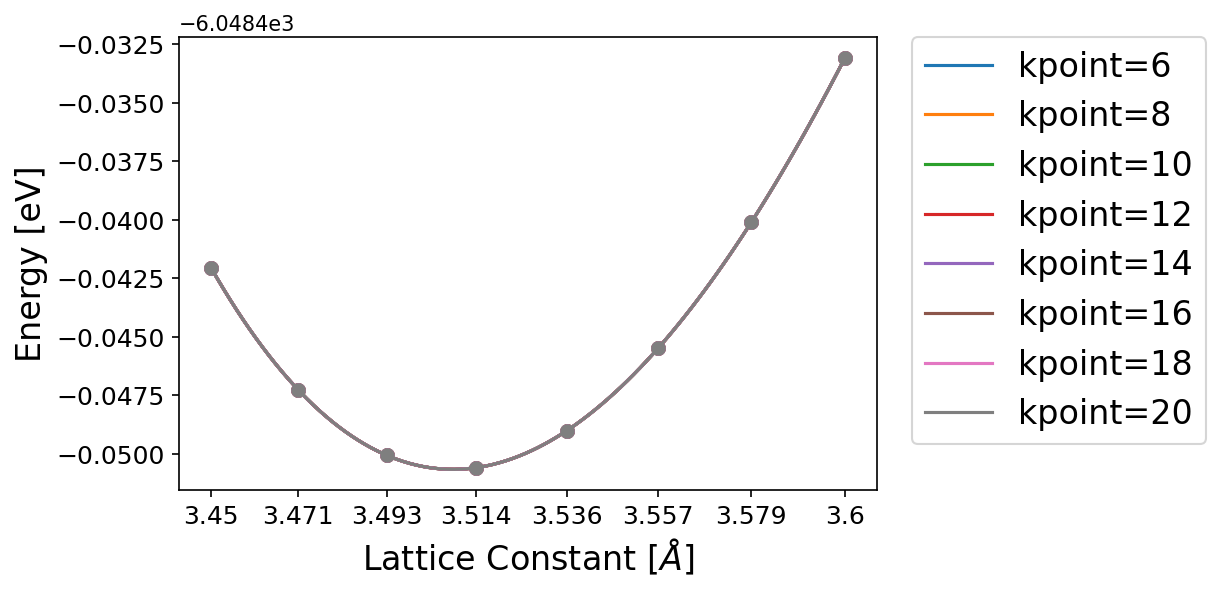 −6.0484e3
−0.0325
−0.0350
−0.0375
−0.0400
−0.0425
−0.0450
−0.0475
−0.0500
Energy [eV]
3.45 3.471 3.493 3.514 3.536 3.557 3.579 3.6
Lattice Constant [Å]
kpoint=6
kpoint=8
kpoint=10
kpoint=12
kpoint=14
kpoint=16
kpoint=18
kpoint=20